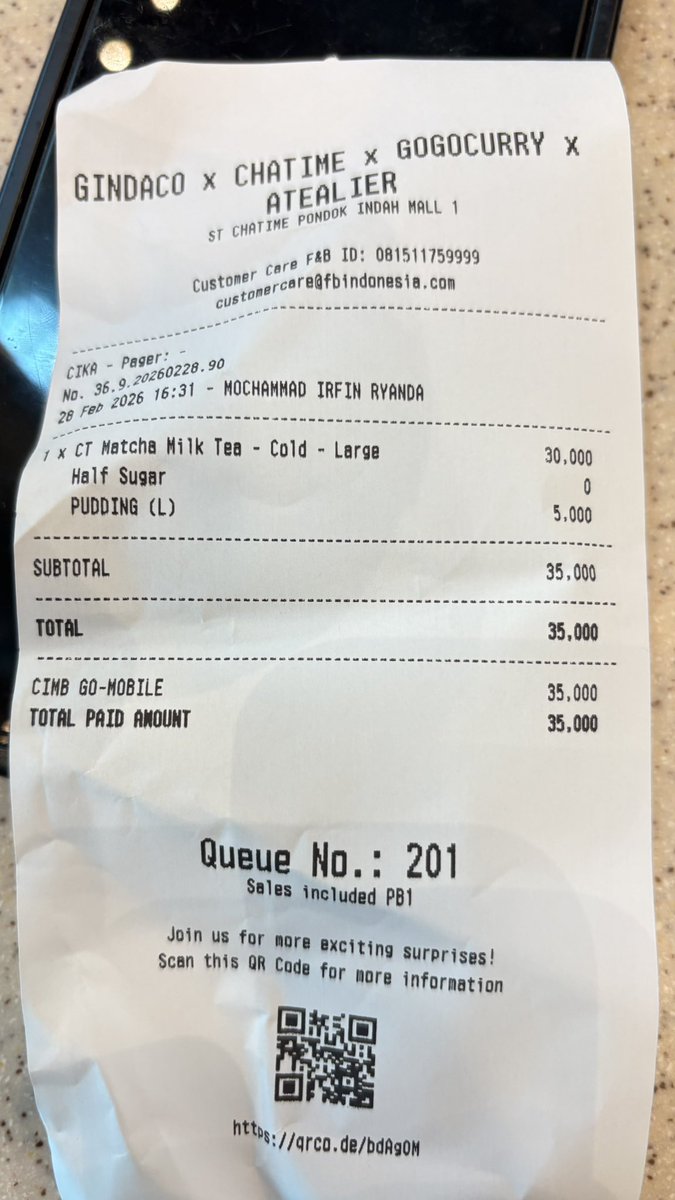 GINDACO x CHATIME x GOGOCURRY x
ATEALIER
ST CHATIME PONDOK INDAH MALL 1
Customer Care F&B ID: 081511759999
customercare@fbindonesia.com
CIKA - Pager: -
No. 36.9.20260228.90
28 Feb 2026 16:31 - MOCHAMMAD IRFIN RYANDA
1 x CT Matcha Milk Tea - Cold - Large 30,000
Half Sugar 0
PUDDING (L) 5,000
SUBTOTAL 35,000
TOTAL 35,000
CIMB GO-MOBILE 35,000
TOTAL PAID AMOUNT 35,000
Queue No.: 201
Sales included PB1
Join us for more exciting surprises!
Scan this QR Code for more information
https://qrco.de/bdAgOM